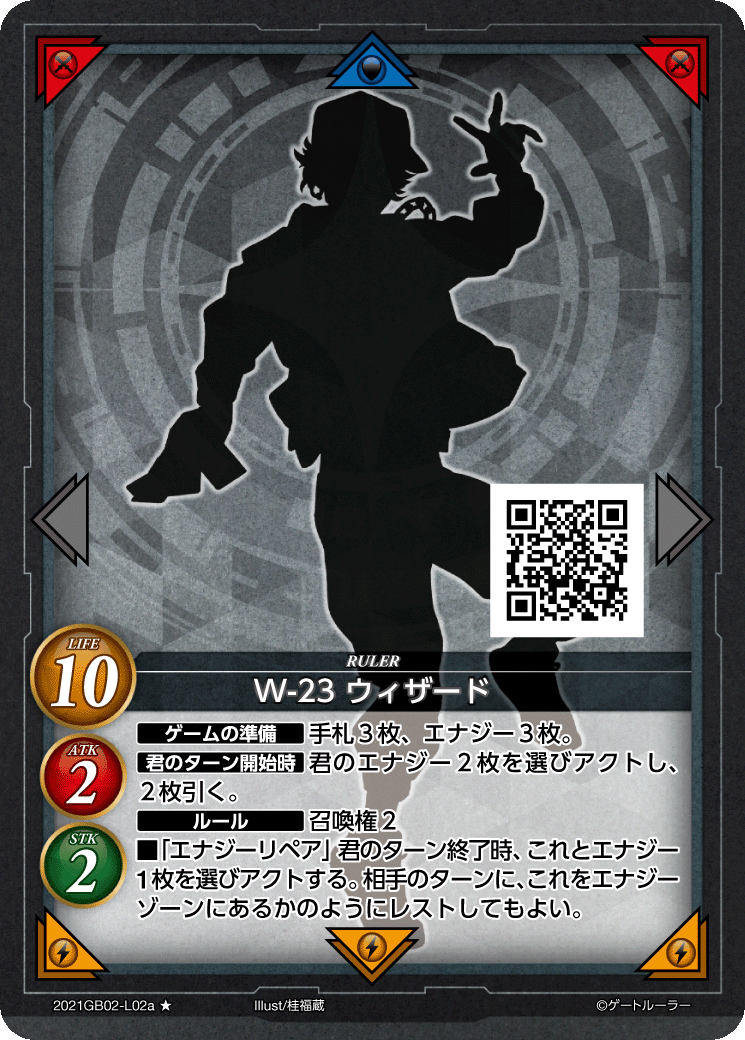 LIFE
10
RULER
W-23 ウィザード
ATK
2
STK
2
ゲームの準備 手札３枚、エナジー３枚。
君のターン開始時 君のエナジー２枚を選びアクトし、
２枚引く。
ルール 召喚権２
■「エナジーリペア」君のターン終了時、これとエナジー
1枚を選びアクトする。相手のターンに、これをエナジー
ゾーンにあるかのようにレストしてもよい。
2021GB02-L02a ★ Illust/桂福蔵 ©ゲートルーラー